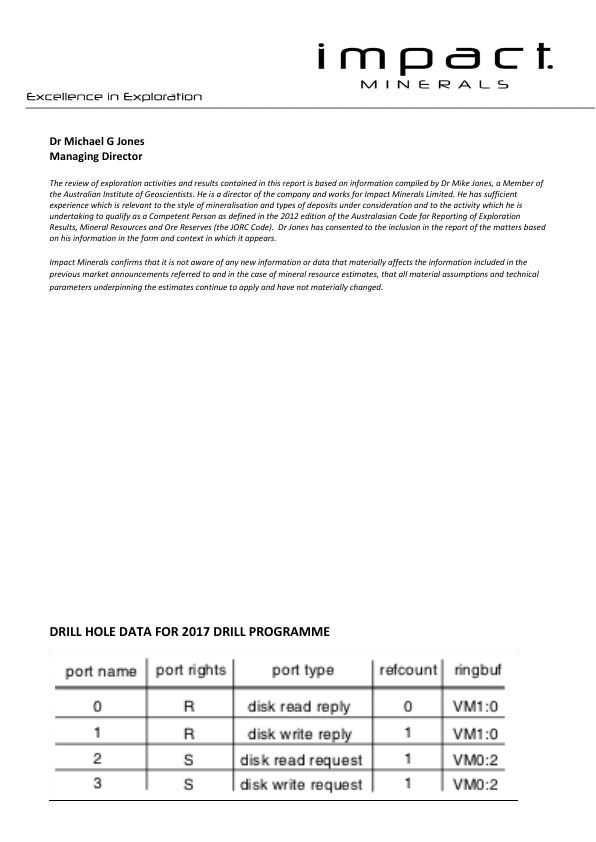 impact.
MINERALS
Excellence in Exploration
Dr Michael G Jones
Managing Director
The review of exploration activities and results contained in this report is based on information compiled by Dr Mike Jones, a Member of
the Australian Institute of Geoscientists. He is a director of the company and works for Impact Minerals Limited. He has sufficient
experience which is relevant to the style of mineralisation and types of deposits under consideration and to the activity which he is
undertaking to qualify as a Competent Person as defined in the 2012 edition of the Australasian Code for Reporting of Exploration
Results, Mineral Resources and Ore Reserves (the JORC Code). Dr Jones has consented to the inclusion in the report of the matters based
on his information in the form and context in which it appears.
Impact Minerals confirms that it is not aware of any new information or data that materially affects the information included in the
previous market announcements referred to and in the case of mineral resource estimates, that all material assumptions and technical
parameters underpinning the estimates continue to apply and have not materially changed.
DRILL HOLE DATA FOR 2017 DRILL PROGRAMME
port name port rights port type refcount ringbuf
0 R disk read reply 0 VM1:0
1 R disk write reply 1 VM1:0
2 S disk read request 1 VM0:2
3 S disk write request 1 VM0:2